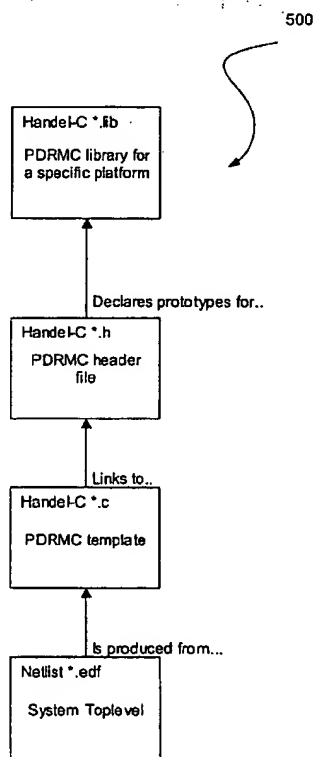 500
Handel-C *.lib
PDRMC library for
a specific platform
Declares prototypes for..
Handel-C *.h
PDRMC header
file
Links to..
Handel-C *.c
PDRMC template
Is produced from...
Netlist *.edf
System Toplevel